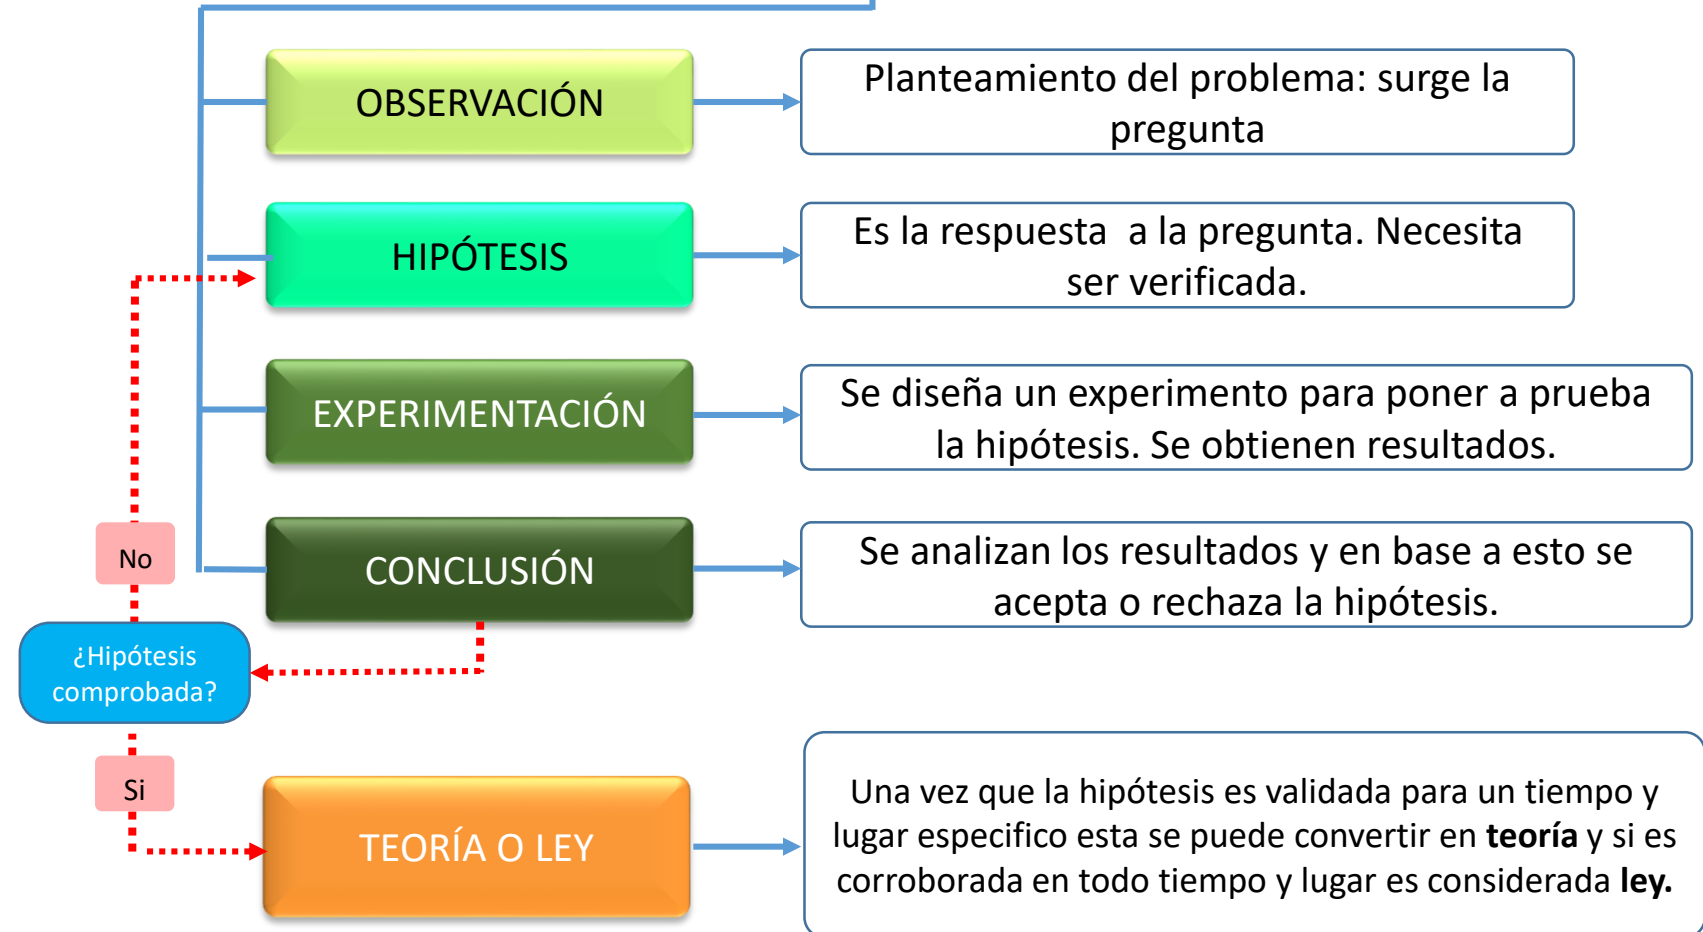 OBSERVACIÓN
Planteamiento del problema: surge la
pregunta
HIPÓTESIS
Es la respuesta a la pregunta. Necesita
ser verificada.
EXPERIMENTACIÓN
Se diseña un experimento para poner a prueba
la hipótesis. Se obtienen resultados.
No
CONCLUSIÓN
Se analizan los resultados y en base a esto se
acepta o rechaza la hipótesis.
¿Hipótesis
comprobada?
Si
TEORÍA O LEY
Una vez que la hipótesis es validada para un tiempo y
lugar especifico esta se puede convertir en teoría y si es
corroborada en todo tiempo y lugar es considerada ley.